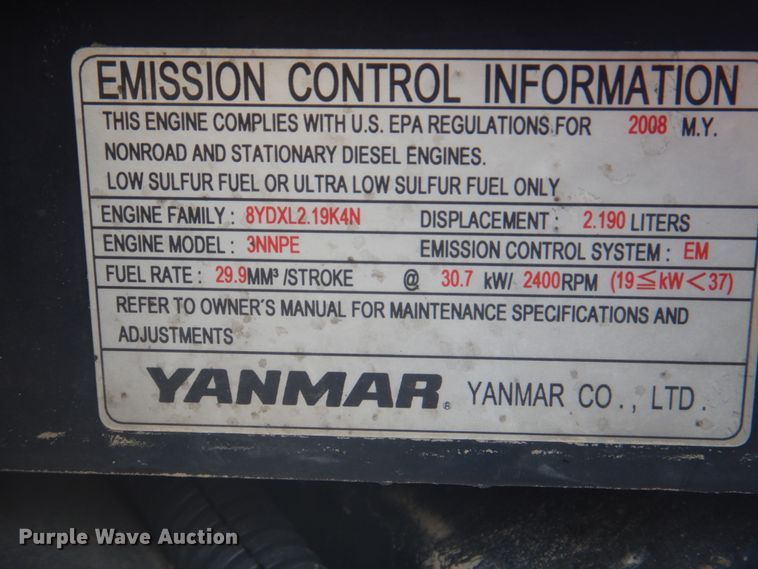 EMISSION CONTROL INFORMATION
THIS ENGINE COMPLIES WITH U.S. EPA REGULATIONS FOR 2008 M.Y.
NONROAD AND STATIONARY DIESEL ENGINES.
LOW SULFUR FUEL OR ULTRA LOW SULFUR FUEL ONLY
ENGINE FAMILY : 8YDXL2.19K4N DISPLACEMENT : 2.190 LITERS
ENGINE MODEL : 3NNPE EMISSION CONTROL SYSTEM : EM
FUEL RATE : 29.9MM³ /STROKE @ 30.7 kW/ 2400RPM (19≦kW<37)
REFER TO OWNER'S MANUAL FOR MAINTENANCE SPECIFICATIONS AND
ADJUSTMENTS
YANMAR® YANMAR CO., LTD.
Purple Wave Auction®